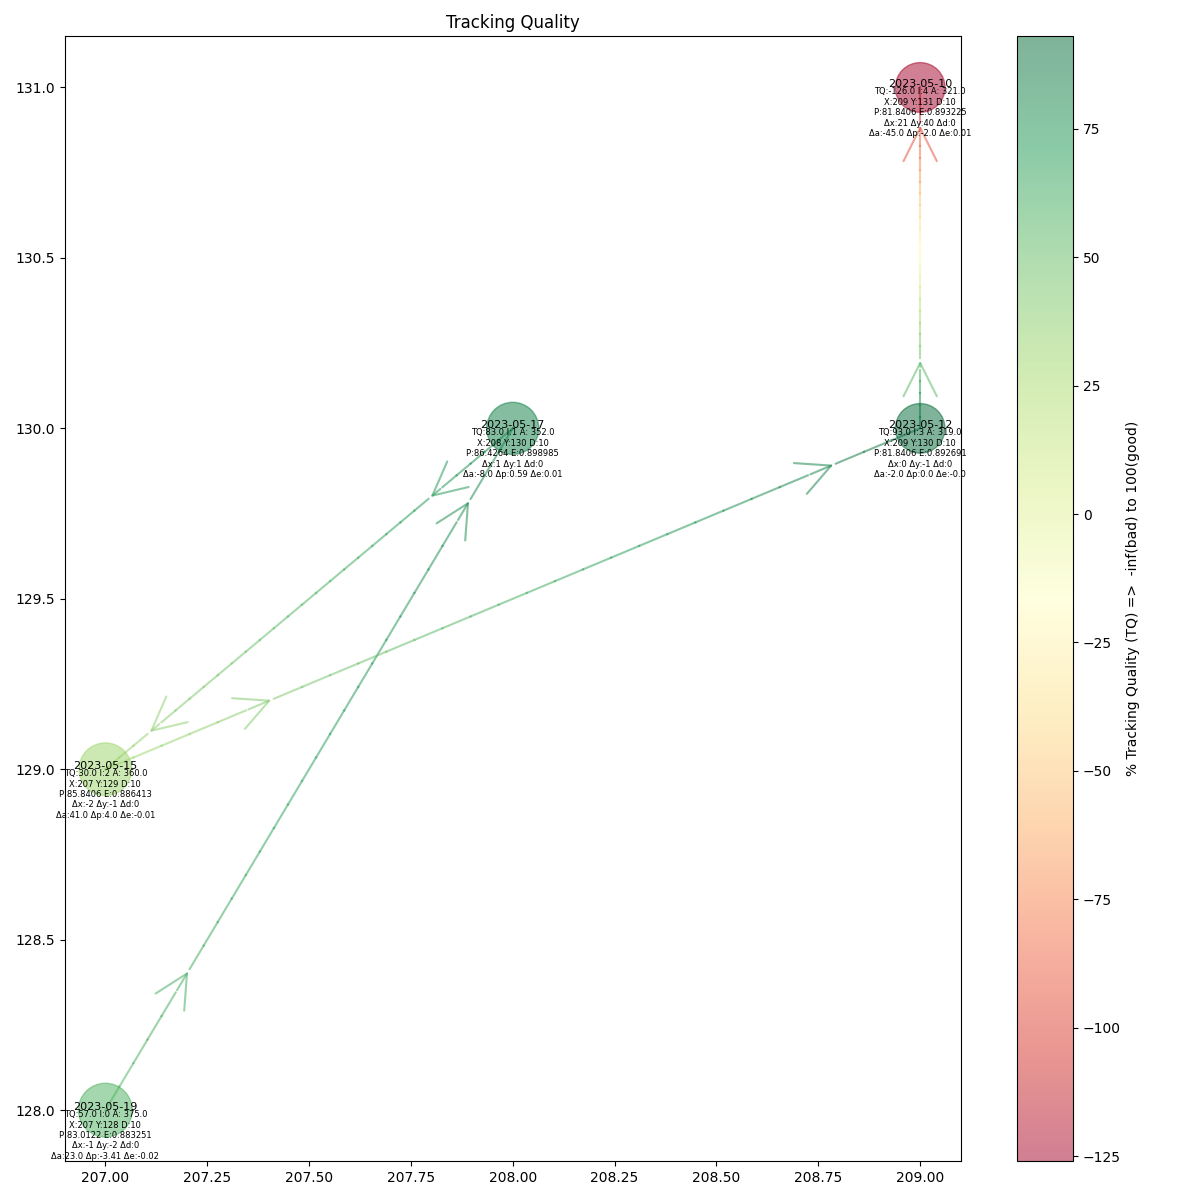 Tracking Quality
131.0
130.5
130.0
129.5
129.0
128.5
128.0
2023-05-10
TQ:-126.0 I:4 A: 321.0
X:209 Y:131 D:10
P:81.8406 E:0.893225
Δx:21 Δy:40 Δd:0
Δa:-45.0 Δp:-2.0 Δe:0.01
2023-05-17
TQ:83.0 I:1 A: 352.0
X:208 Y:130 D:10
P:86.4264 E:0.898985
Δx:1 Δy:1 Δd:0
Δa:-8.0 Δp:0.59 Δe:0.01
2023-05-12
TQ:93.0 I:3 A: 319.0
X:209 Y:130 D:10
P:81.8406 E:0.892691
Δx:0 Δy:-1 Δd:0
Δa:-2.0 Δp:0.0 Δe:-0.0
2023-05-15
TQ:30.0 I:2 A: 360.0
X:207 Y:129 D:10
P:85.8406 E:0.886413
Δx:-2 Δy:-1 Δd:0
Δa:41.0 Δp:4.0 Δe:-0.01
2023-05-19
TQ:57.0 I:0 A: 375.0
X:207 Y:128 D:10
P:83.0122 E:0.883251
Δx:-1 Δy:-2 Δd:0
Δa:23.0 Δp:-3.41 Δe:-0.02
207.00 207.25 207.50 207.75 208.00 208.25 208.50 208.75 209.00
75
50
25
0
−25
−50
−75
−100
−125
% Tracking Quality (TQ) => -inf(bad) to 100(good)